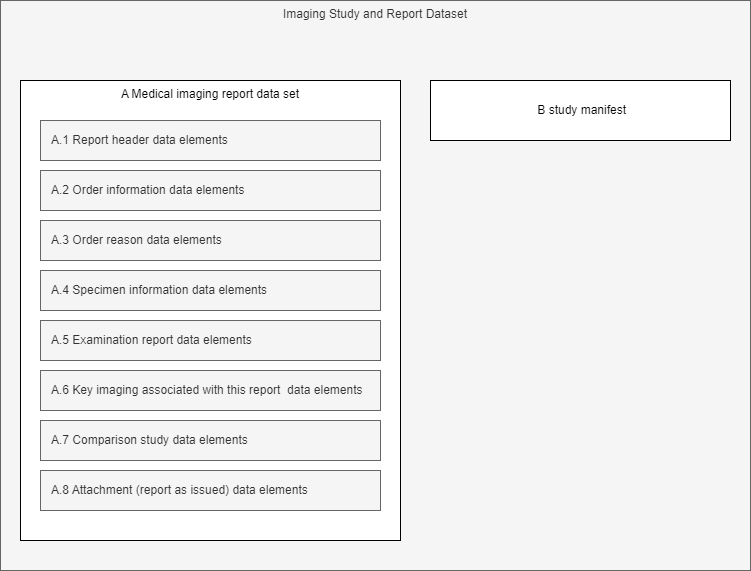 Imaging Study and Report Dataset
A Medical imaging report data set
A.1 Report header data elements
A.2 Order information data elements
A.3 Order reason data elements
A.4 Specimen information data elements
A.5 Examination report data elements
A.6 Key imaging associated with this report  data elements
A.7 Comparison study data elements
A.8 Attachment (report as issued) data elements
B study manifest